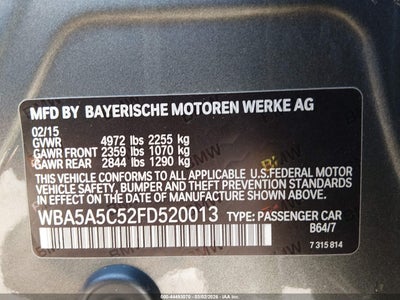 MFD BY BAYERISCHE MOTOREN WERKE AG
02/15
GVWR 4972 lbs 2255 kg
GAWR FRONT 2359 lbs 1070 kg
GAWR REAR 2844 lbs 1290 kg
THIS VEHICLE CONFORMS TO ALL APPLICABLE U.S.FEDERAL MOTOR
VEHICLE SAFETY, BUMPER AND THEFT PREVENTION STANDARDS
IN EFFECT ON THE DATE OF MANUFACTURE SHOWN ABOVE.
WBA5A5C52FD520013 TYPE: PASSENGER CAR
B64/7
7 315 814